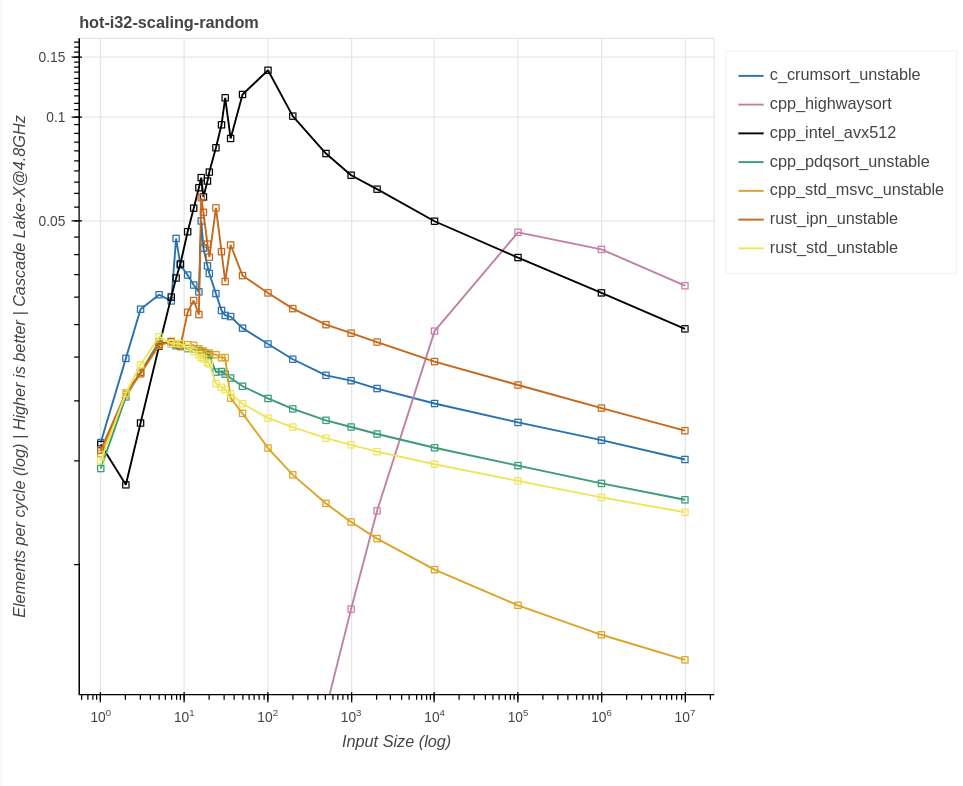 hot-i32-scaling-random
0.15
0.1
0.05
Elements per cycle (log) | Higher is better | Cascade Lake-X@4.8GHz
10⁰ 10¹ 10² 10³ 10⁴ 10⁵ 10⁶ 10⁷
Input Size (log)
c_crumsort_unstable
cpp_highwaysort
cpp_intel_avx512
cpp_pdqsort_unstable
cpp_std_msvc_unstable
rust_ipn_unstable
rust_std_unstable